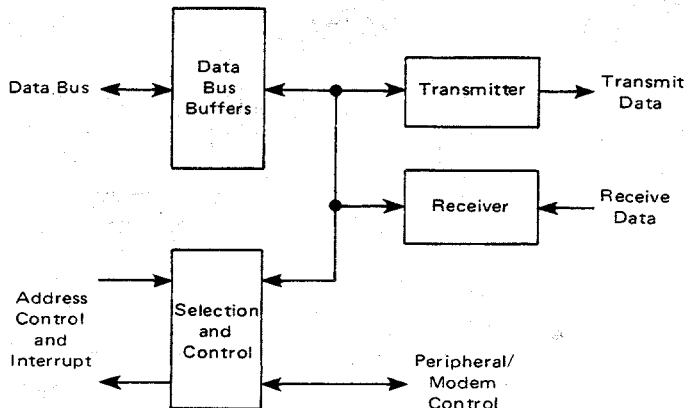 Data Bus
Data
Bus
Buffers
Transmitter
Transmit
Data
Receiver
Receive
Data
Address
Control
and
Interrupt
Selection
and
Control
Peripheral/
Modem
Control